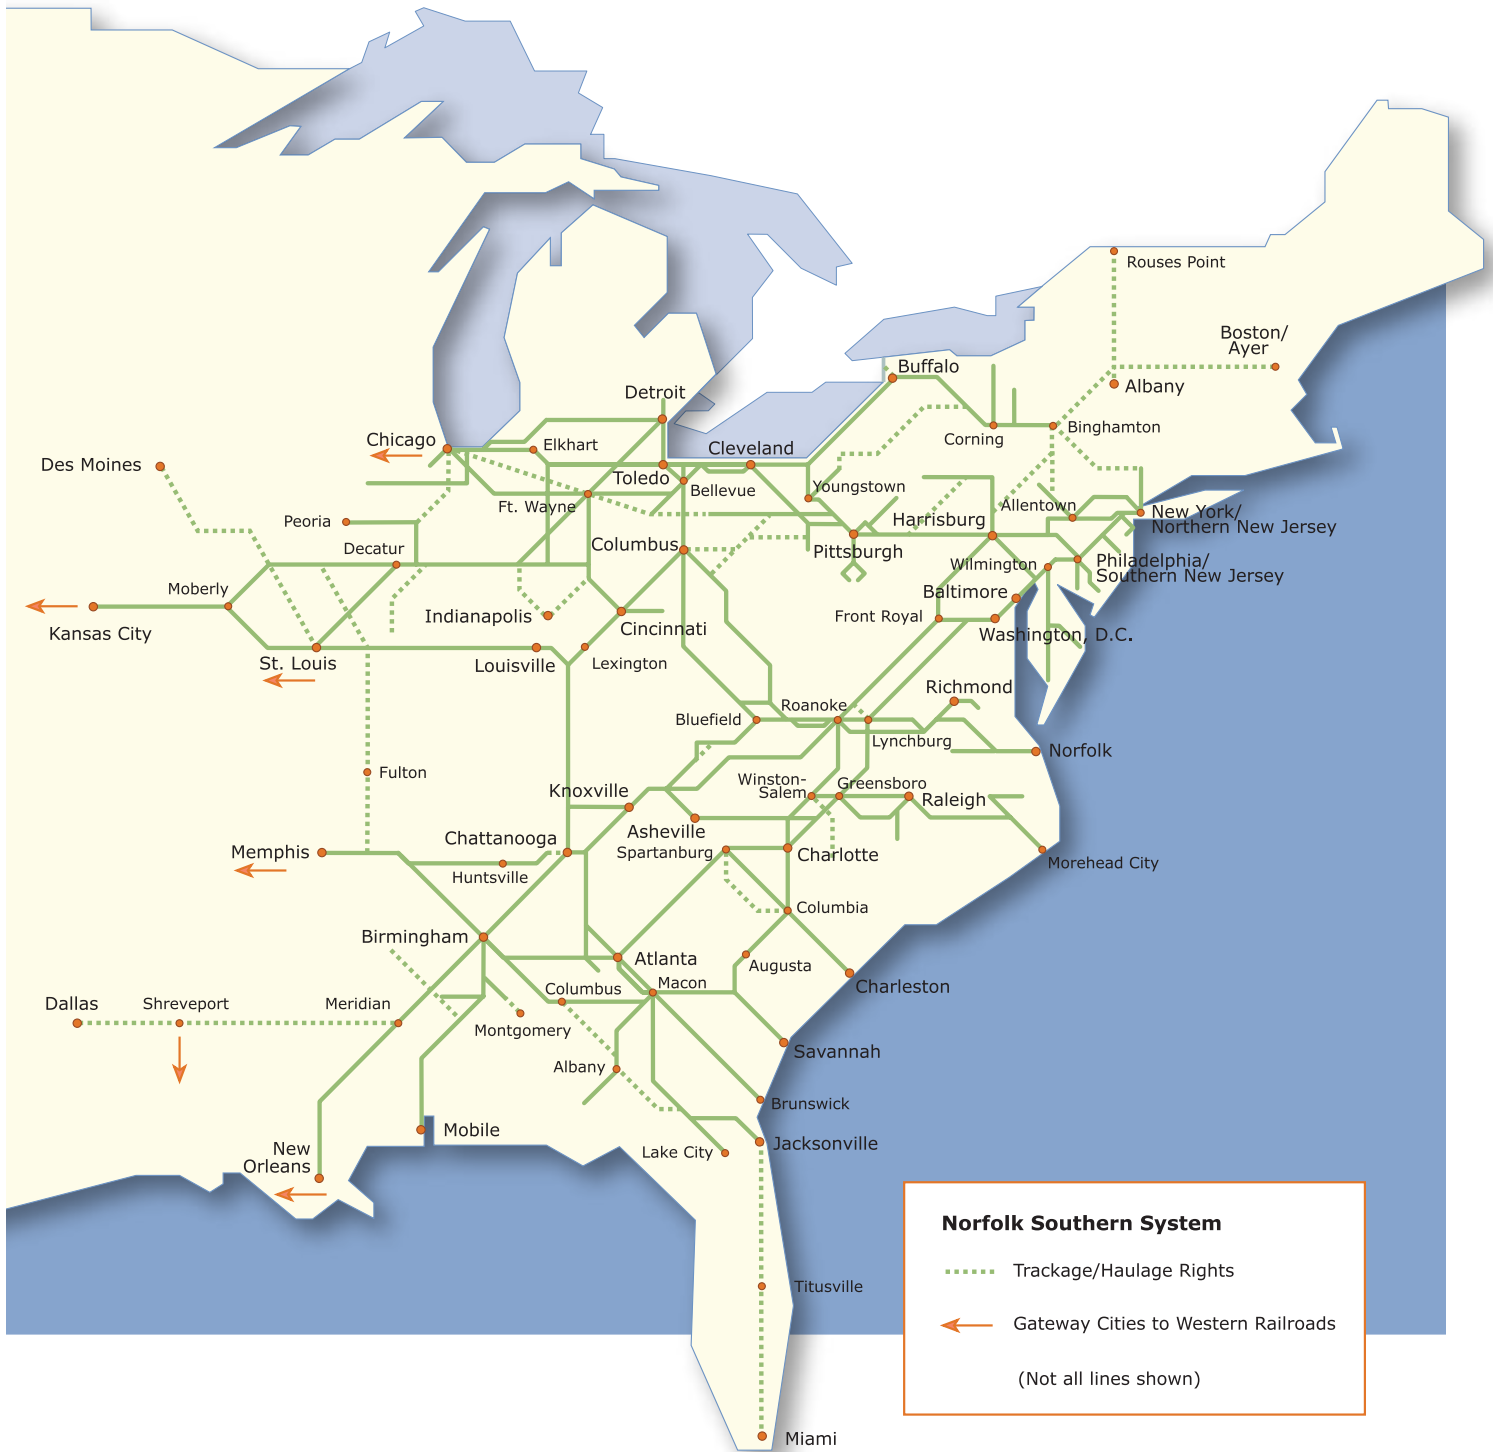 Rouses Point
Boston/
Ayer
Buffalo
Albany
Detroit
Chicago
Elkhart
Corning
Binghamton
Cleveland
Des Moines
Toledo
Bellevue
Youngstown
Ft. Wayne
Allentown
New York/
Northern New Jersey
Peoria
Harrisburg
Decatur
Columbus
Pittsburgh
Wilmington
Philadelphia/
Southern New Jersey
Moberly
Baltimore
Indianapolis
Front Royal
Kansas City
Cincinnati
Washington, D.C.
St. Louis
Louisville
Lexington
Richmond
Roanoke
Bluefield
Lynchburg
Norfolk
Fulton
Winston-
Salem
Greensboro
Knoxville
Raleigh
Asheville
Chattanooga
Memphis
Spartanburg
Charlotte
Morehead City
Huntsville
Columbia
Birmingham
Atlanta
Augusta
Macon
Columbus
Charleston
Dallas
Shreveport
Meridian
Montgomery
Savannah
Albany
Brunswick
Mobile
Jacksonville
New
Orleans
Lake City
Norfolk Southern System
Trackage/Haulage Rights
Titusville
Gateway Cities to Western Railroads
(Not all lines shown)
Miami